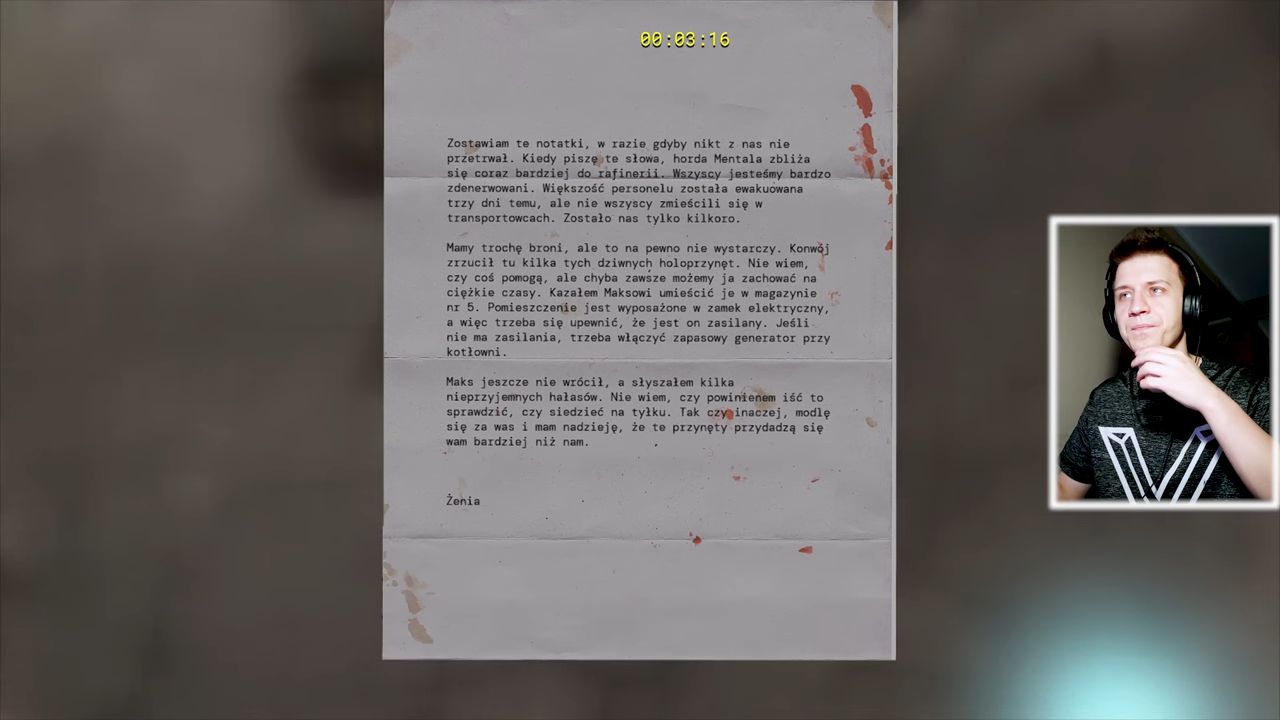 00:03:16
Zostawiam te notatki, w razie gdyby nikt z nas nie
przetrwał. Kiedy piszę te słowa, horda Mentala zbliża
się coraz bardziej do rafinerii. Wszyscy jesteśmy bardzo
zdenerwowani. Większość personelu została ewakuowana
trzy dni temu, ale nie wszyscy zmieścili się w
transportowcach. Zostało nas tylko kilkoro.
Mamy trochę broni, ale to na pewno nie wystarczy. Konwój
zrzucił tu kilka tych dziwnych holoprzynęt. Nie wiem,
czy coś pomogą, ale chyba zawsze możemy ja zachować na
ciężkie czasy. Kazałem Maksowi umieścić je w magazynie
nr 5. Pomieszczenie jest wyposażone w zamek elektryczny,
a więc trzeba się upewnić, że jest on zasilany. Jeśli
nie ma zasilania, trzeba włączyć zapasowy generator przy
kotłowni.
Maks jeszcze nie wrócił, a słyszałem kilka
nieprzyjemnych hałasów. Nie wiem, czy powinienem iść to
sprawdzić, czy siedzieć na tyłku. Tak czy inaczej, modlę
się za was i mam nadzieję, że te przynęty przydadzą się
wam bardziej niż nam.
Żenia